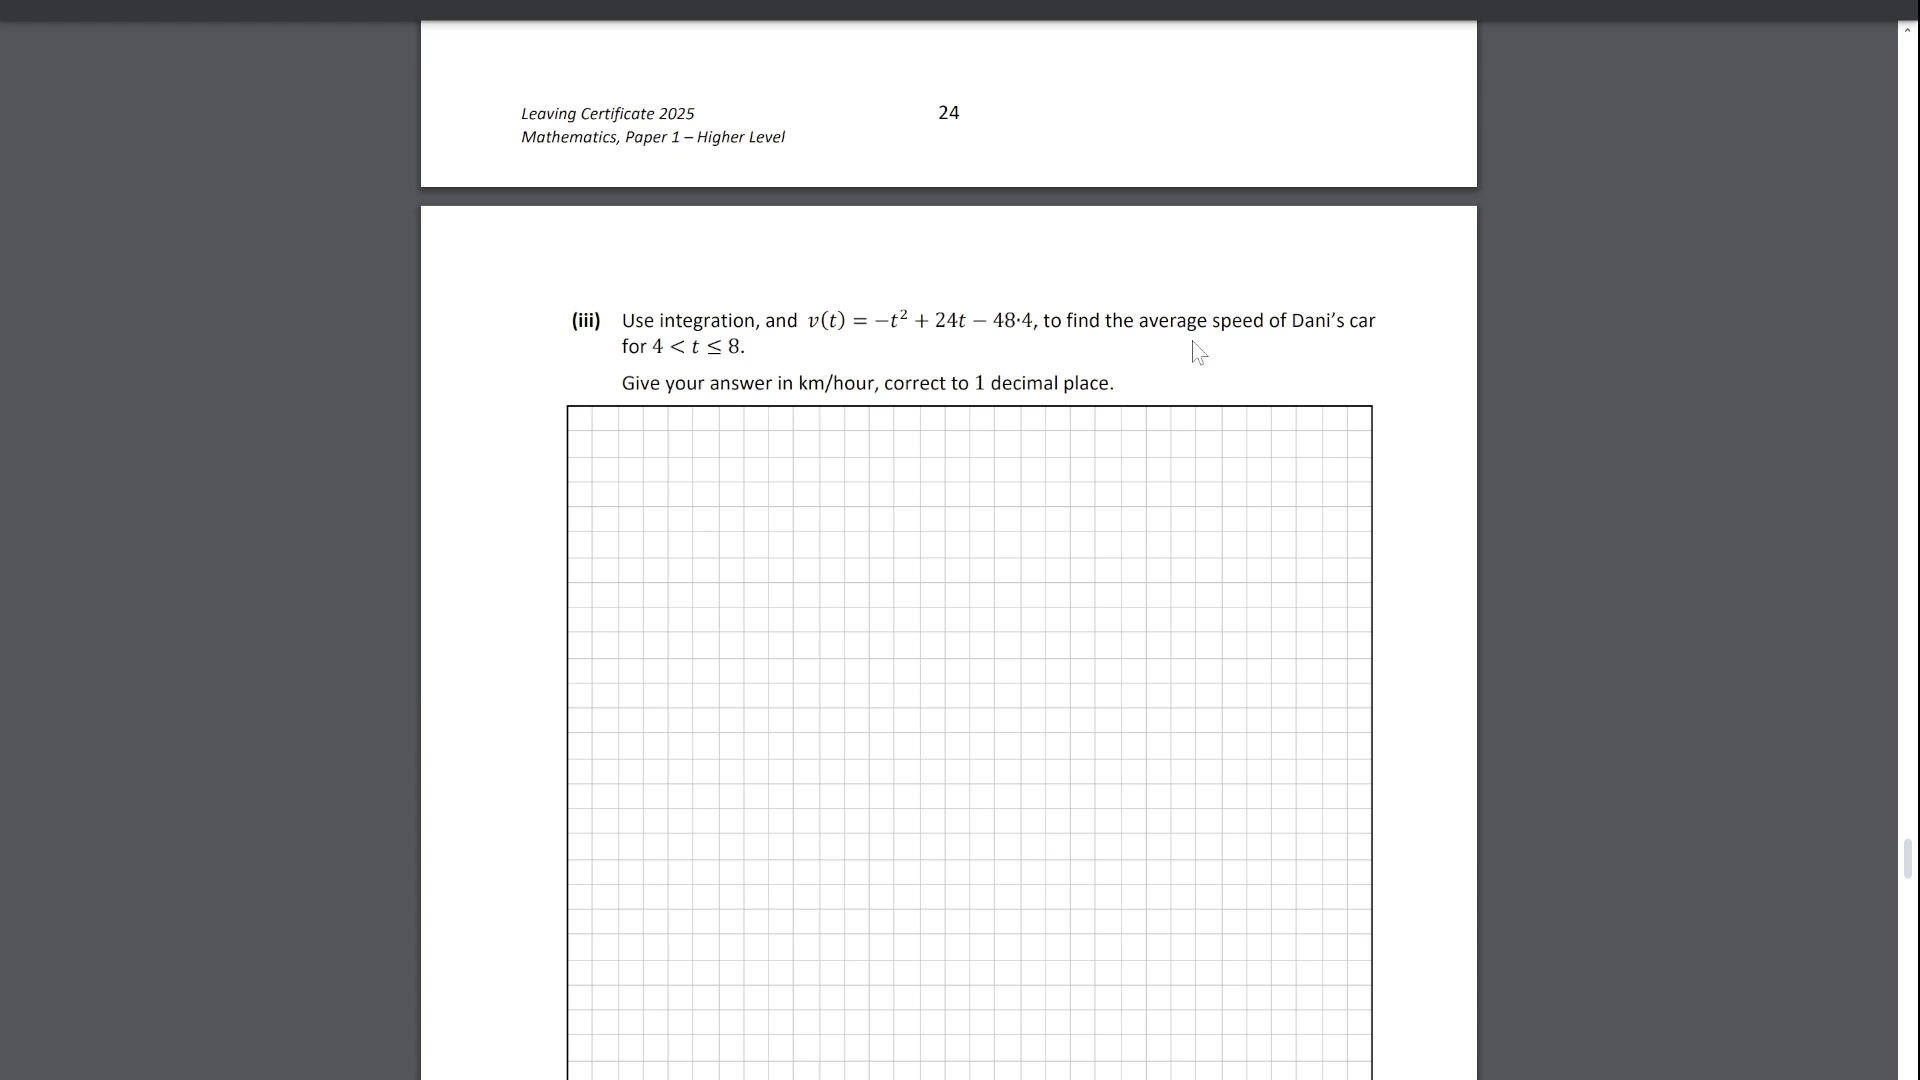 Leaving Certificate 2025
24
Mathematics, Paper 1 – Higher Level
(iii) Use integration, and v(t) = −t² + 24t − 48·4, to find the average speed of Dani’s car
for 4 < t ≤ 8.
Give your answer in km/hour, correct to 1 decimal place.